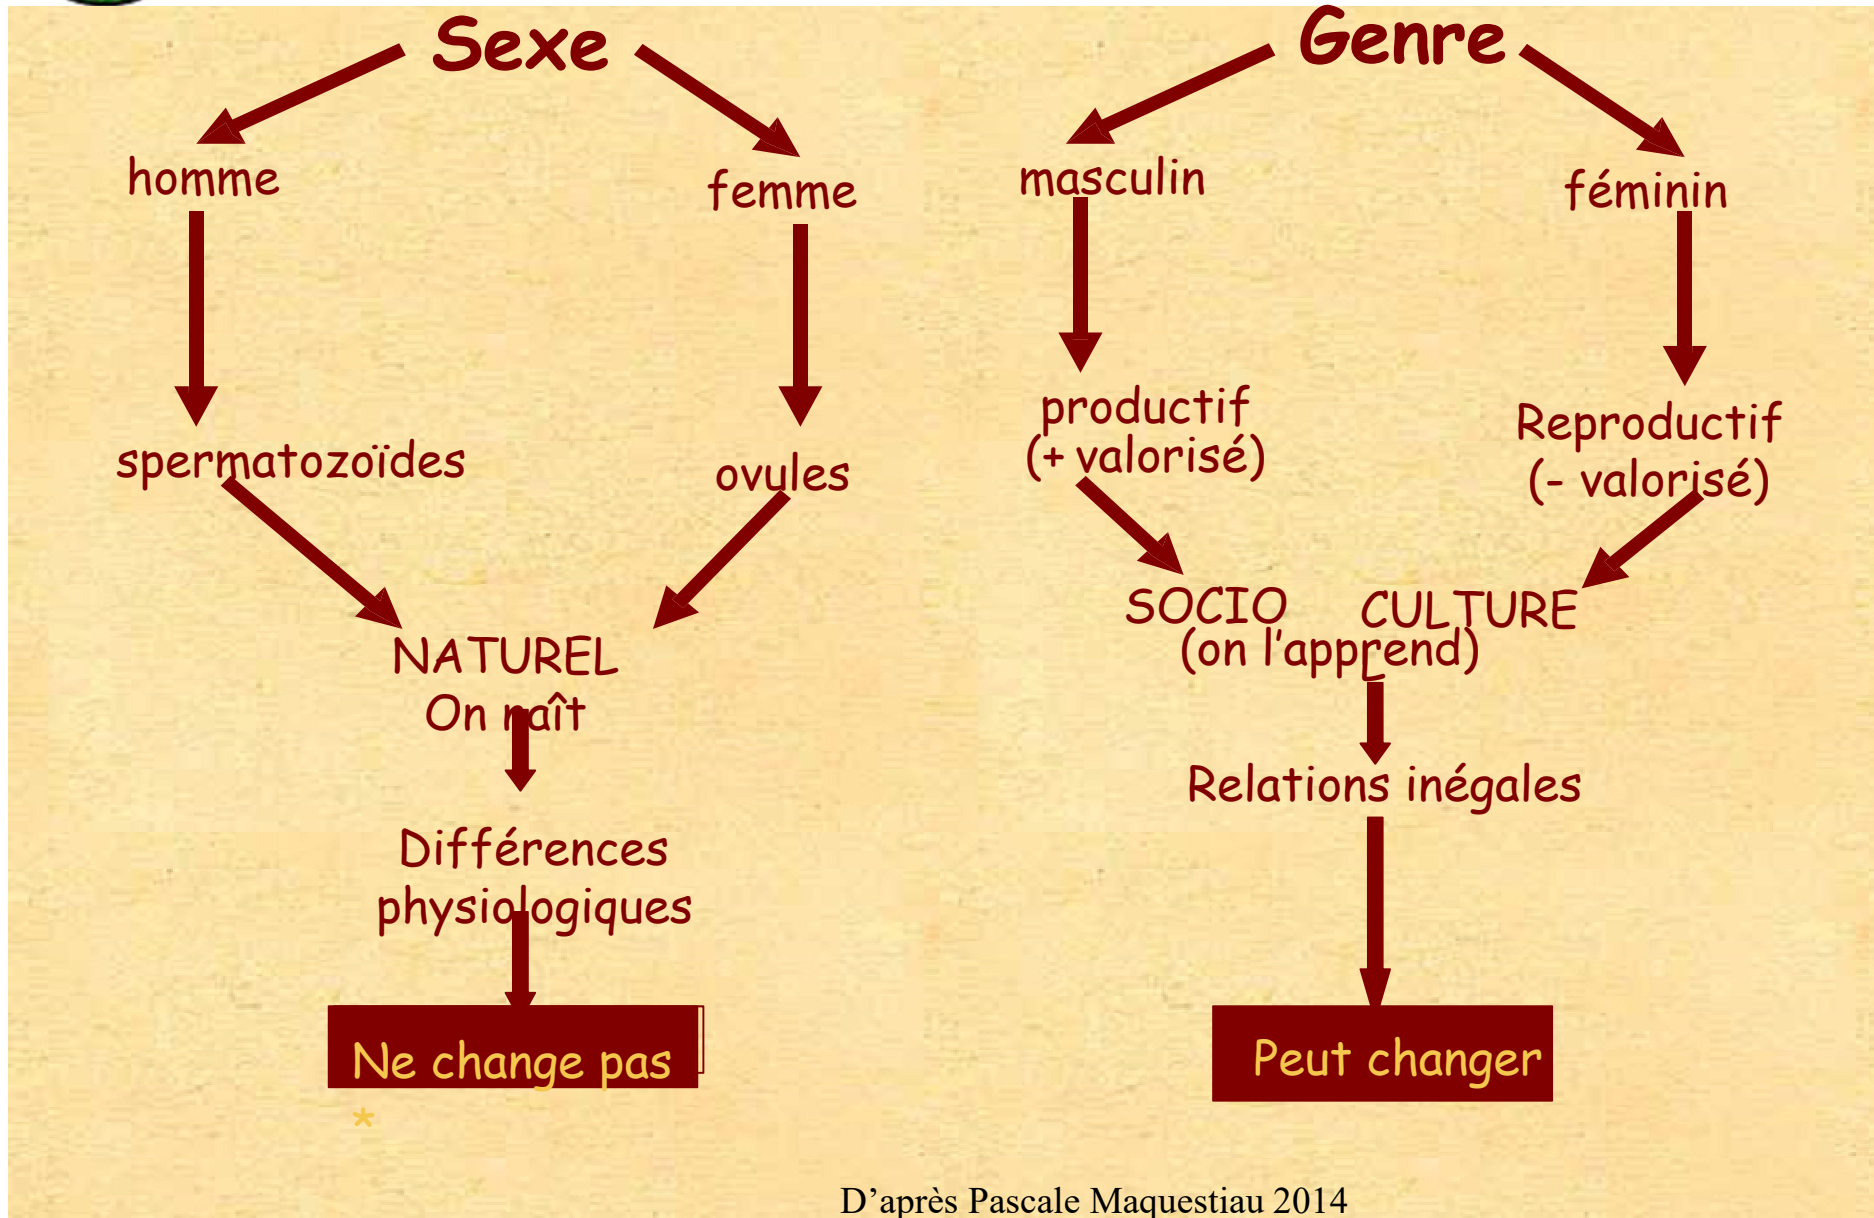 Sexe
homme
femme
spermatozoïdes
ovules
NATUREL
On naît
Différences
physiologiques
Ne change pas
*
Genre
masculin
féminin
productif
(+ valorisé)
Reproductif
(- valorisé)
SOCIO CULTURE
(on l'apprend)
Relations inégales
Peut changer
D'après Pascale Maquestiau 2014